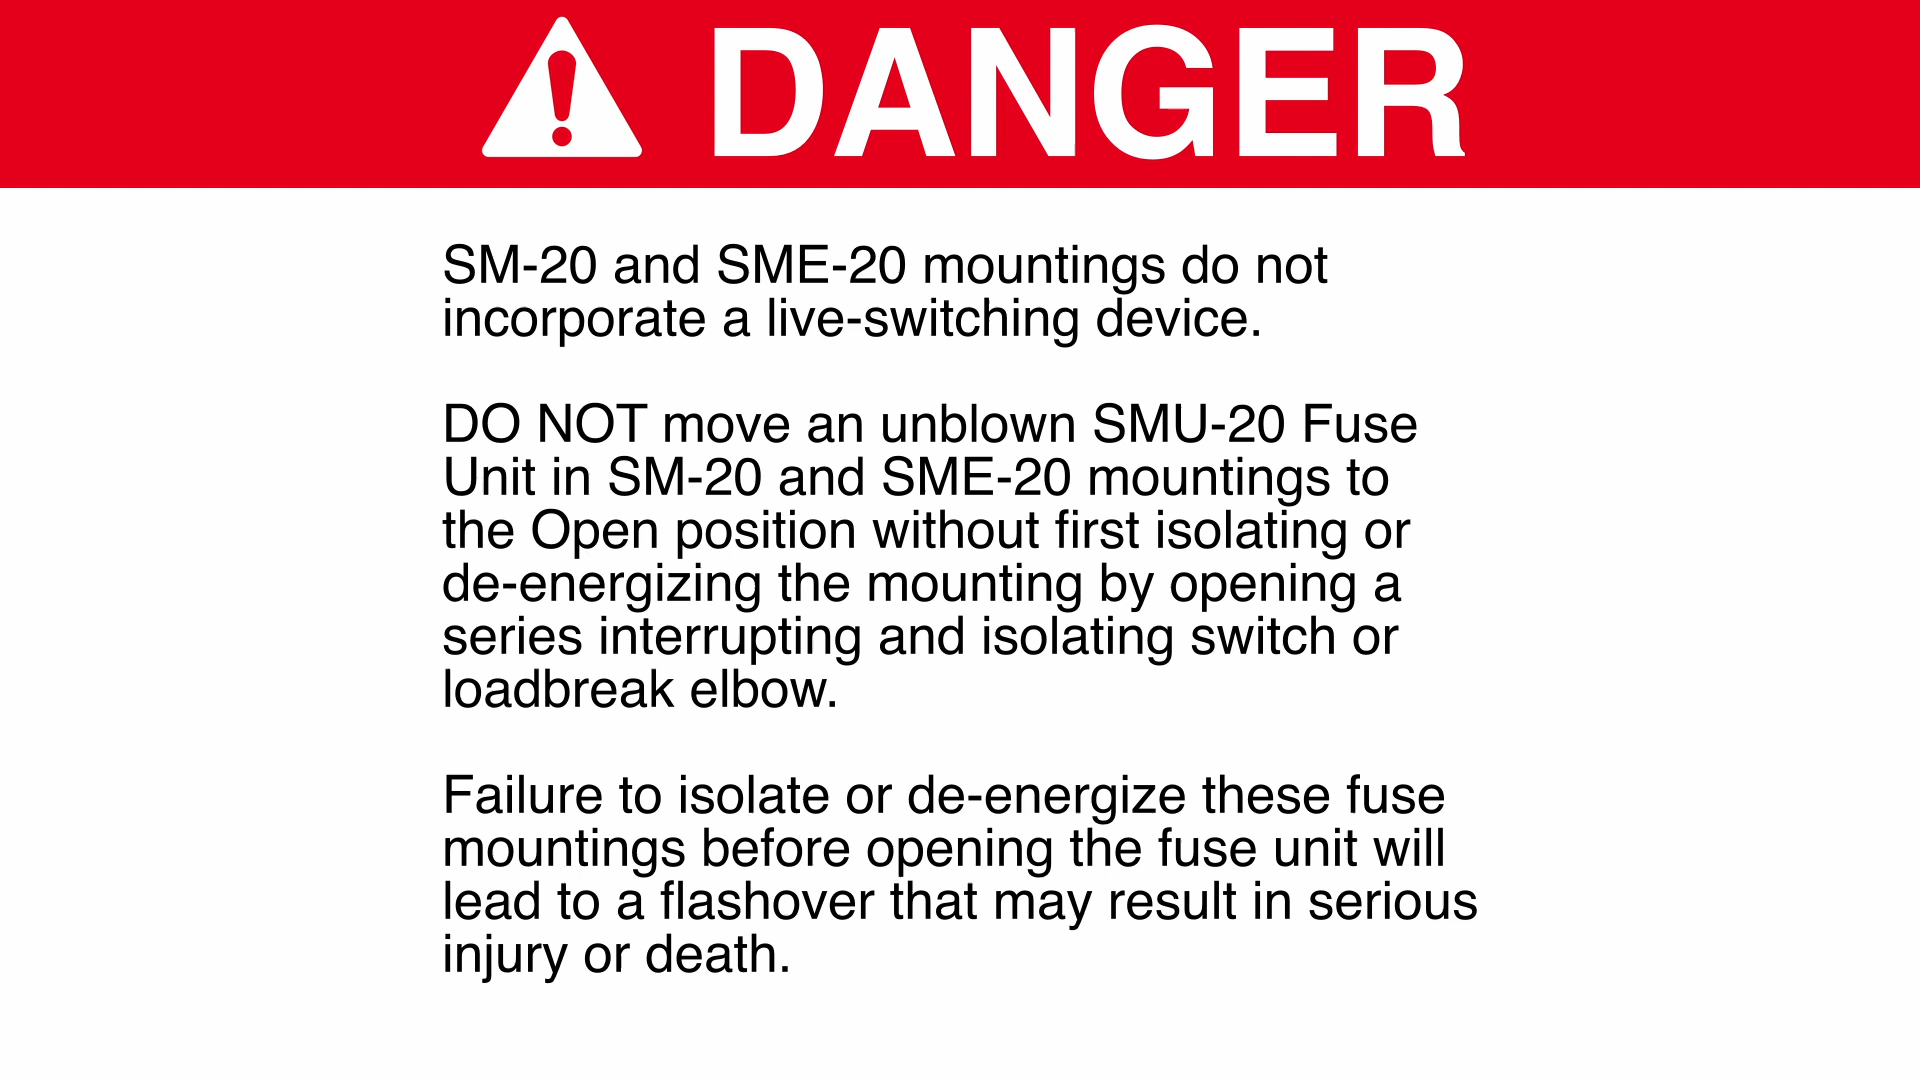 DANGER
SM-20 and SME-20 mountings do not
incorporate a live-switching device.
DO NOT move an unblown SMU-20 Fuse
Unit in SM-20 and SME-20 mountings to
the Open position without first isolating or
de-energizing the mounting by opening a
series interrupting and isolating switch or
loadbreak elbow.
Failure to isolate or de-energize these fuse
mountings before opening the fuse unit will
lead to a flashover that may result in serious
injury or death.